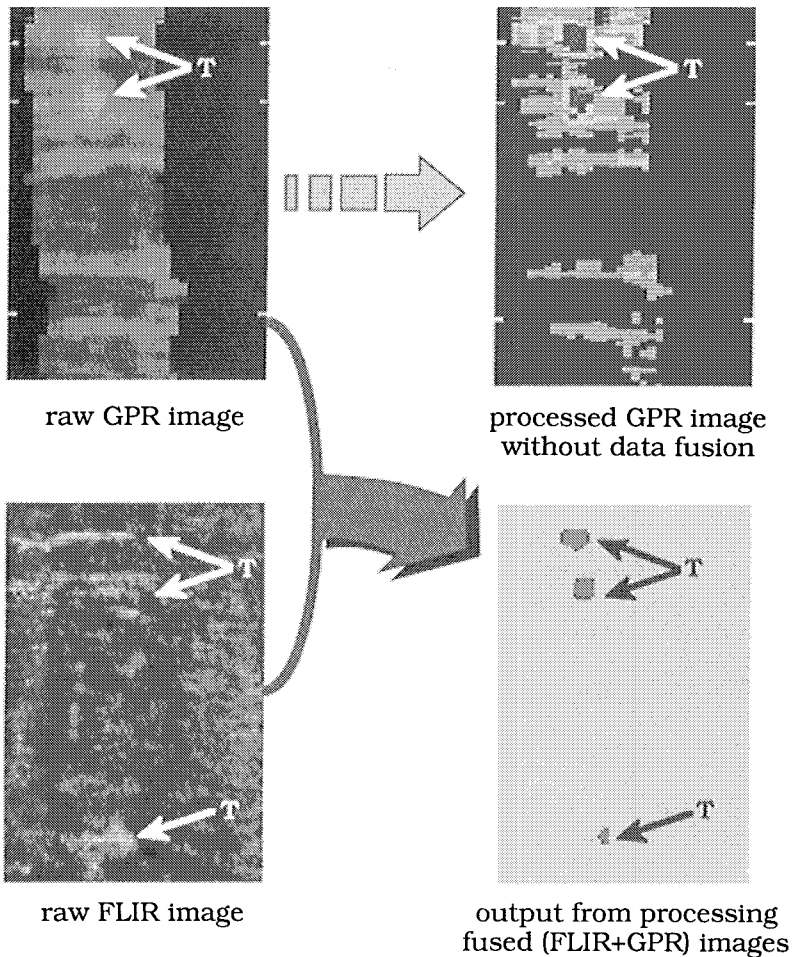 T
T
raw GPR image
processed GPR image
without data fusion
T
T
T
T
raw FLIR image
output from processing
fused (FLIR+GPR) images